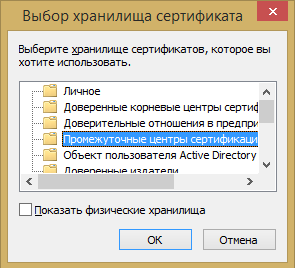 Выбор хранилища сертификата
Выберите хранилище сертификатов, которое вы
хотите использовать.
Личное
Доверенные корневые центры сертиф
Доверительные отношения в предпри
Промежуточные центры сертификаци
Объект пользователя Active Directory
Доверенные издатели
Показать физические хранилища
ОК
Отмена